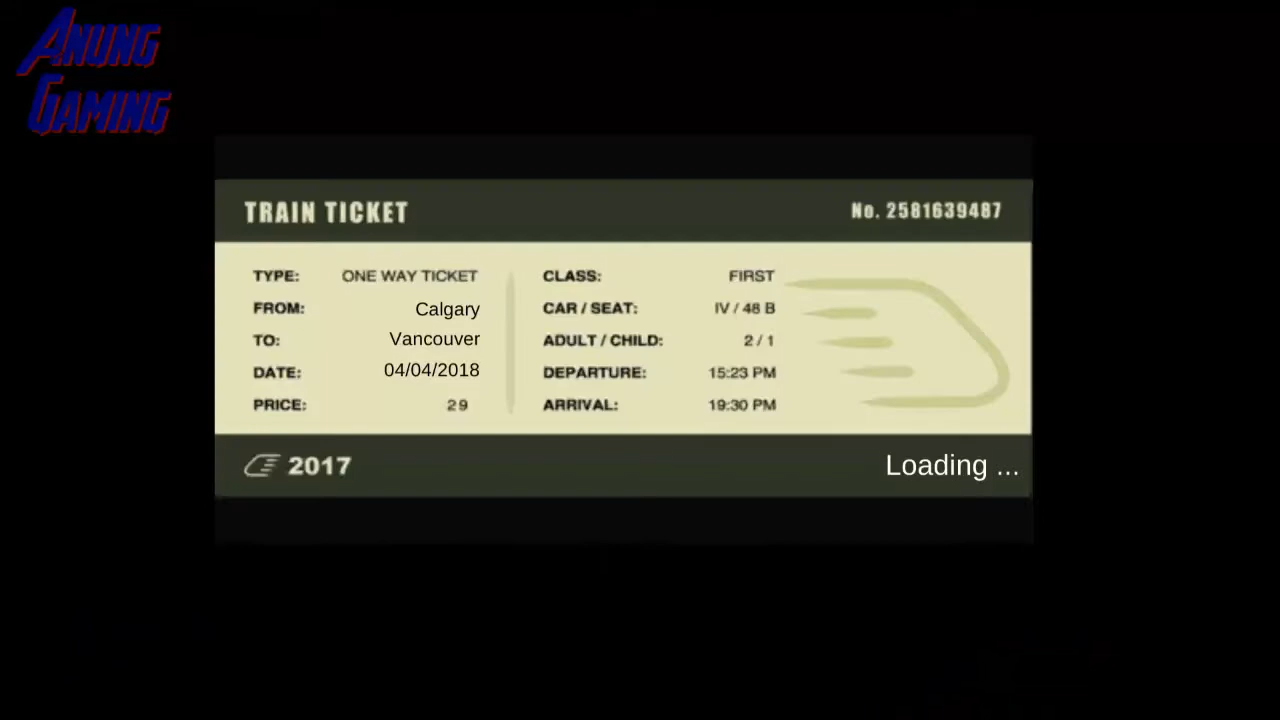 ANUNG
GAMING
TRAIN TICKET
No. 2581639487
TYPE: ONE WAY TICKET
FROM: Calgary
TO: Vancouver
DATE: 04/04/2018
PRICE: 29
CLASS: FIRST
CAR / SEAT: IV / 46 B
ADULT / CHILD: 2 / 1
DEPARTURE: 15:23 PM
ARRIVAL: 19:30 PM
2017
Loading ...